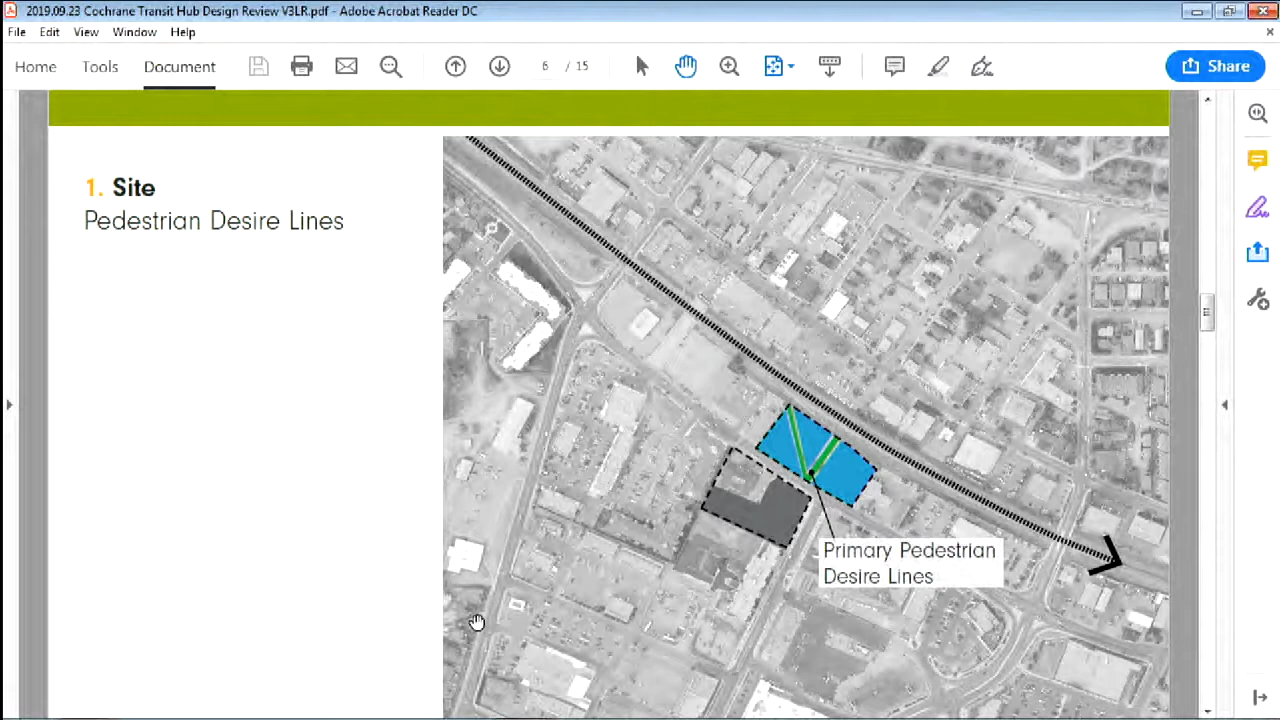 2019.09.23 Cochrane Transit Hub Design Review V3LR.pdf - Adobe Acrobat Reader DC
File Edit View Window Help
Home Tools Document 6 / 15 Share
1. Site
Pedestrian Desire Lines
Primary Pedestrian
Desire Lines